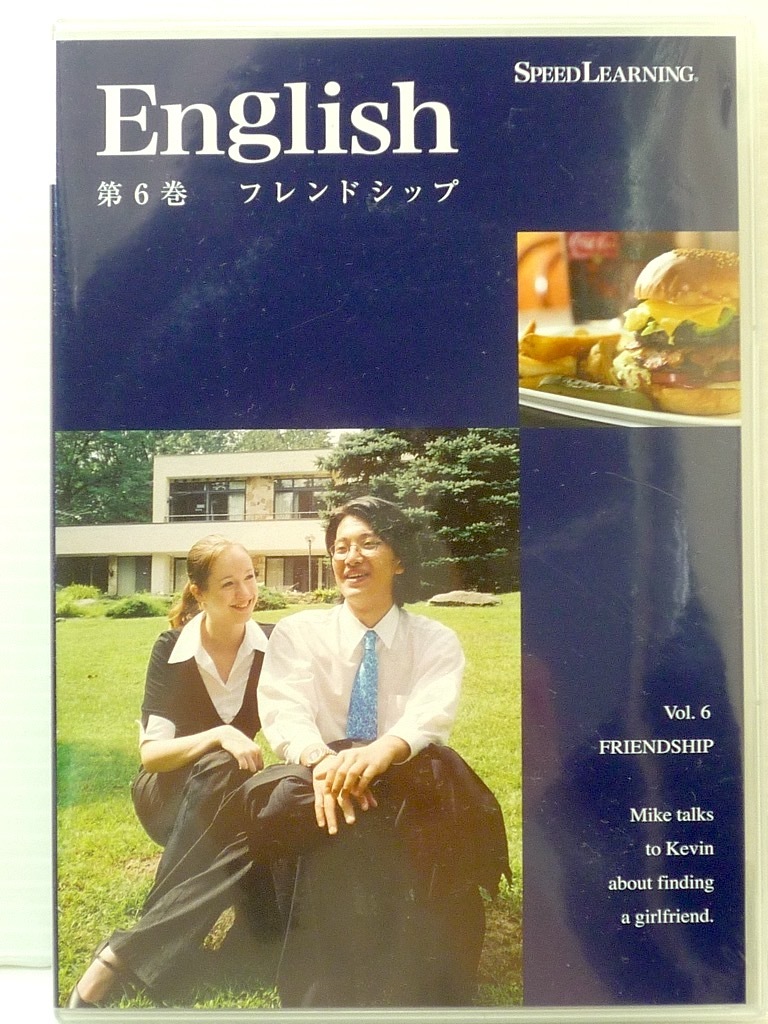 SPEEDLEARNING®
English
第6巻 フレンドシップ
Vol. 6
FRIENDSHIP
Mike talks
to Kevin
about finding
a girlfriend.